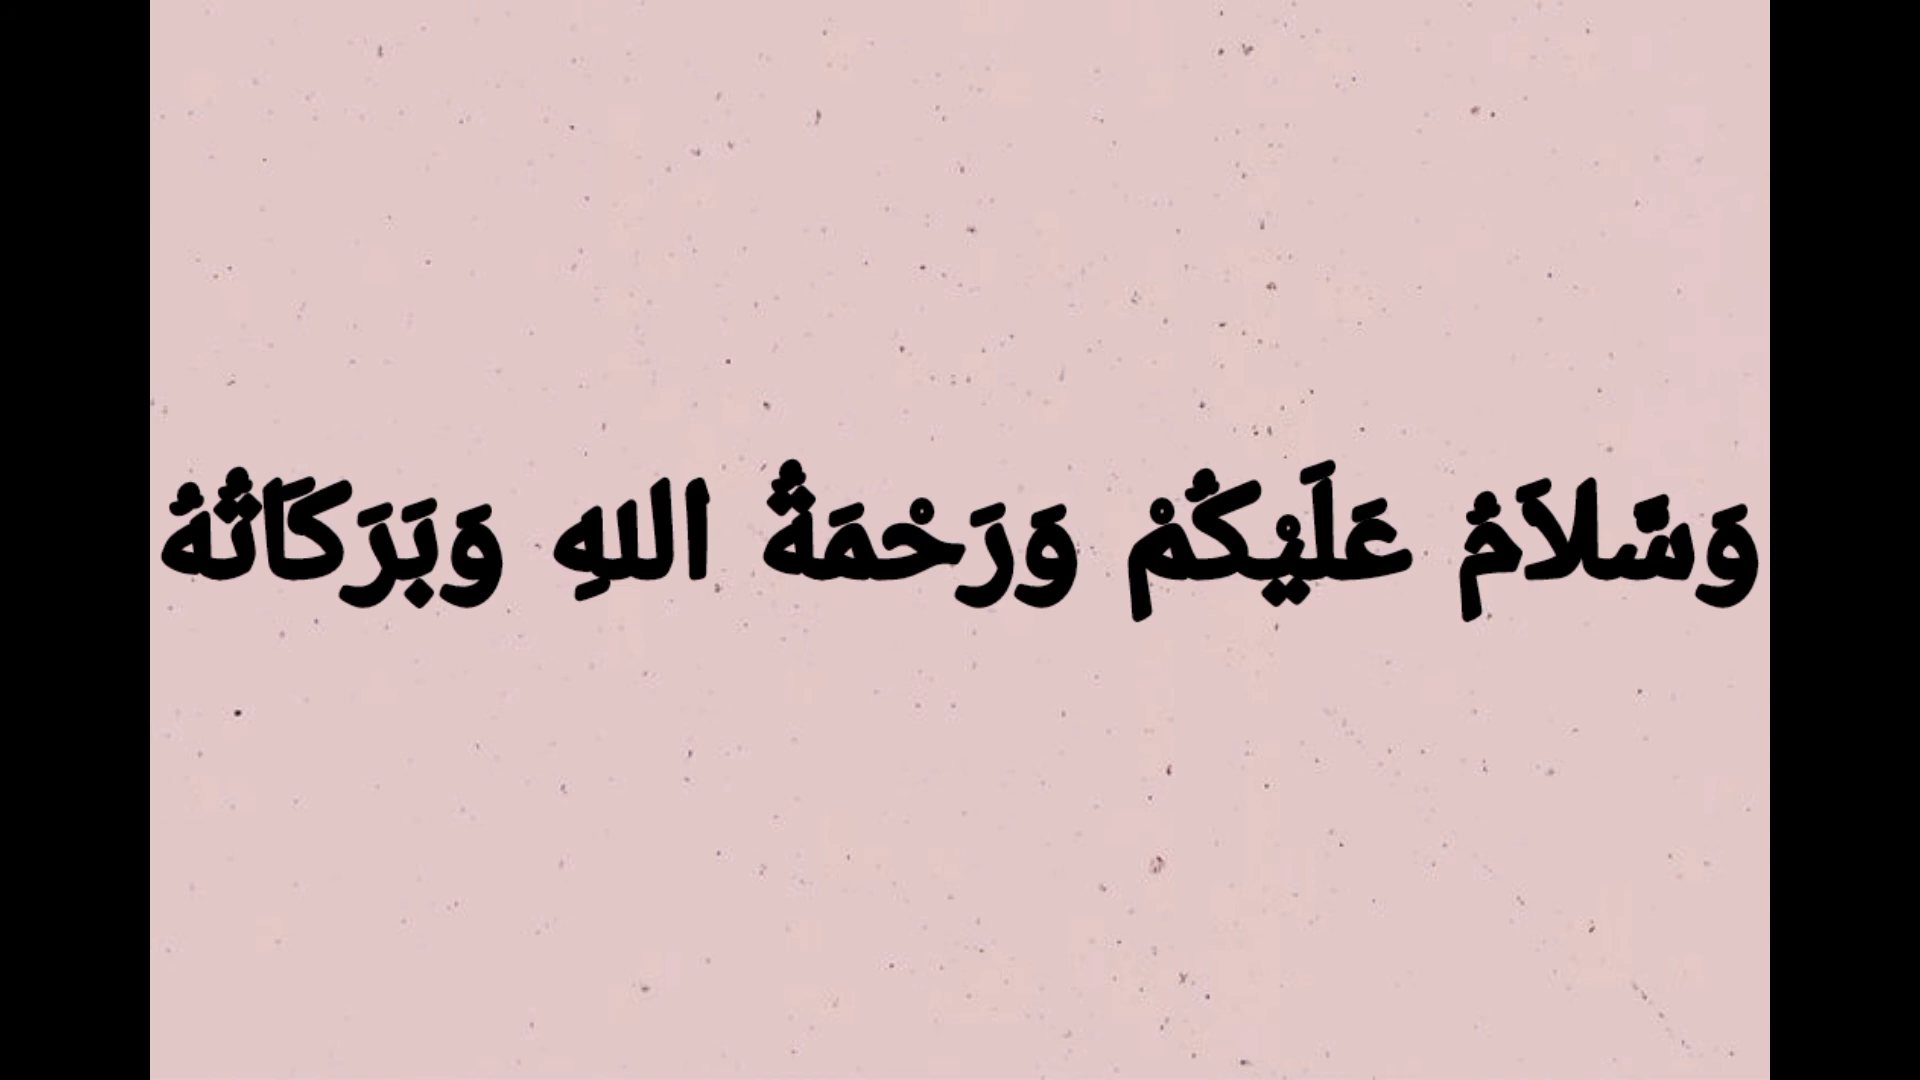 وَسَّلاَمُ عَلَيْكُمْ وَرَحْمَةُ اللهِ وَبَرَكَاتُهُ